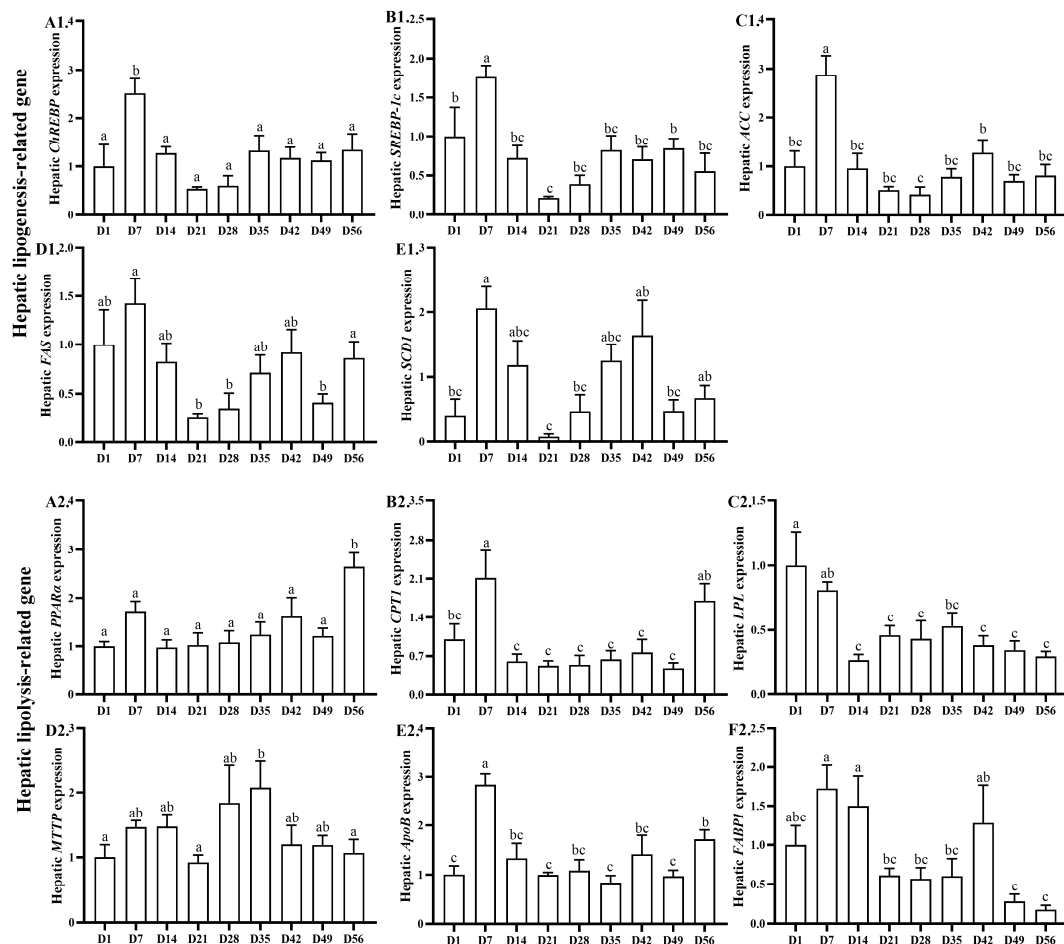 Hepatic lipogenesis-related gene
A1.
Hepatic ChREBP expression
4
3
2
1
0
a
b
a
a
a
a
a
a
a
D1 D7 D14 D21 D28 D35 D42 D49 D56
B1.
Hepatic SREBP-1c expression
2.5
2.0
1.5
1.0
0.5
0.0
b
a
bc
c
bc
bc
bc
b
bc
D1 D7 D14 D21 D28 D35 D42 D49 D56
C1.
Hepatic ACC expression
4
3
2
1
0
bc
a
bc
bc
c
bc
b
bc
bc
D1 D7 D14 D21 D28 D35 D42 D49 D56
D1.
Hepatic FAS expression
2.0
1.5
1.0
0.5
0.0
ab
a
ab
b
b
ab
ab
b
a
D1 D7 D14 D21 D28 D35 D42 D49 D56
E1.
Hepatic SCD1 expression
3
2
1
0
bc
a
abc
c
bc
abc
ab
bc
ab
D1 D7 D14 D21 D28 D35 D42 D49 D56
Hepatic lipolysis-related gene
A2.
Hepatic PPARα expression
4
3
2
1
0
a
a
a
a
a
a
a
a
b
D1 D7 D14 D21 D28 D35 D42 D49 D56
B2.
Hepatic CPT1 expression
3.5
2.8
2.1
1.4
0.7
0.0
bc
a
c
c
c
c
c
c
ab
D1 D7 D14 D21 D28 D35 D42 D49 D56
C2.
Hepatic LPL expression
1.5
1.0
0.5
0.0
a
ab
c
c
c
bc
c
c
c
D1 D7 D14 D21 D28 D35 D42 D49 D56
D2.
Hepatic MTTP expression
3
2
1
0
a
ab
ab
a
ab
b
ab
ab
a
D1 D7 D14 D21 D28 D35 D42 D49 D56
E2.
Hepatic ApoB expression
4
3
2
1
0
c
a
bc
c
bc
c
bc
c
b
D1 D7 D14 D21 D28 D35 D42 D49 D56
F2.
Hepatic FABP1 expression
2.5
2.0
1.5
1.0
0.5
0.0
abc
a
a
bc
bc
bc
ab
c
c
D1 D7 D14 D21 D28 D35 D42 D49 D56